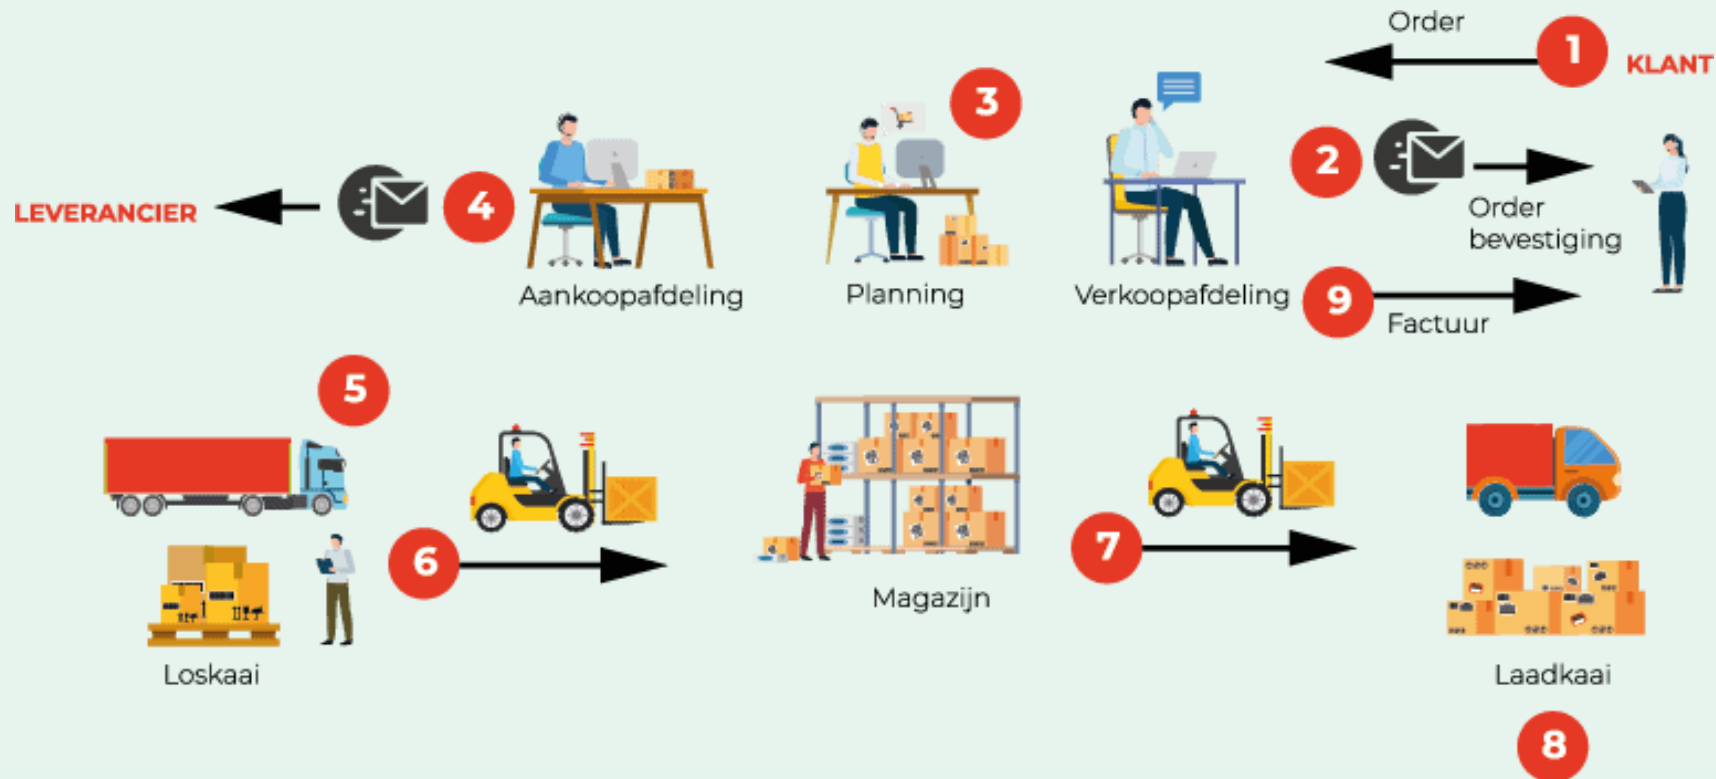 Order
1
KLANT
3
2
4
LEVERANCIER
Order
bevestiging
Aankoopafdeling
Planning
Verkoopafdeling
9
Factuur
5
6
7
Magazijn
Loskaai
Laadkaai
8